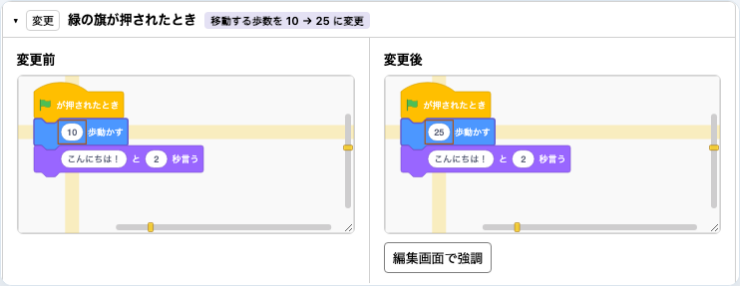 ▼ 変更 緑の旗が押されたとき 移動する歩数を 10 → 25 に変更
変更前
変更後
が押されたとき
10 歩動かす
こんにちは！ と 2 秒言う
が押されたとき
25 歩動かす
こんにちは！ と 2 秒言う
編集画面で強調